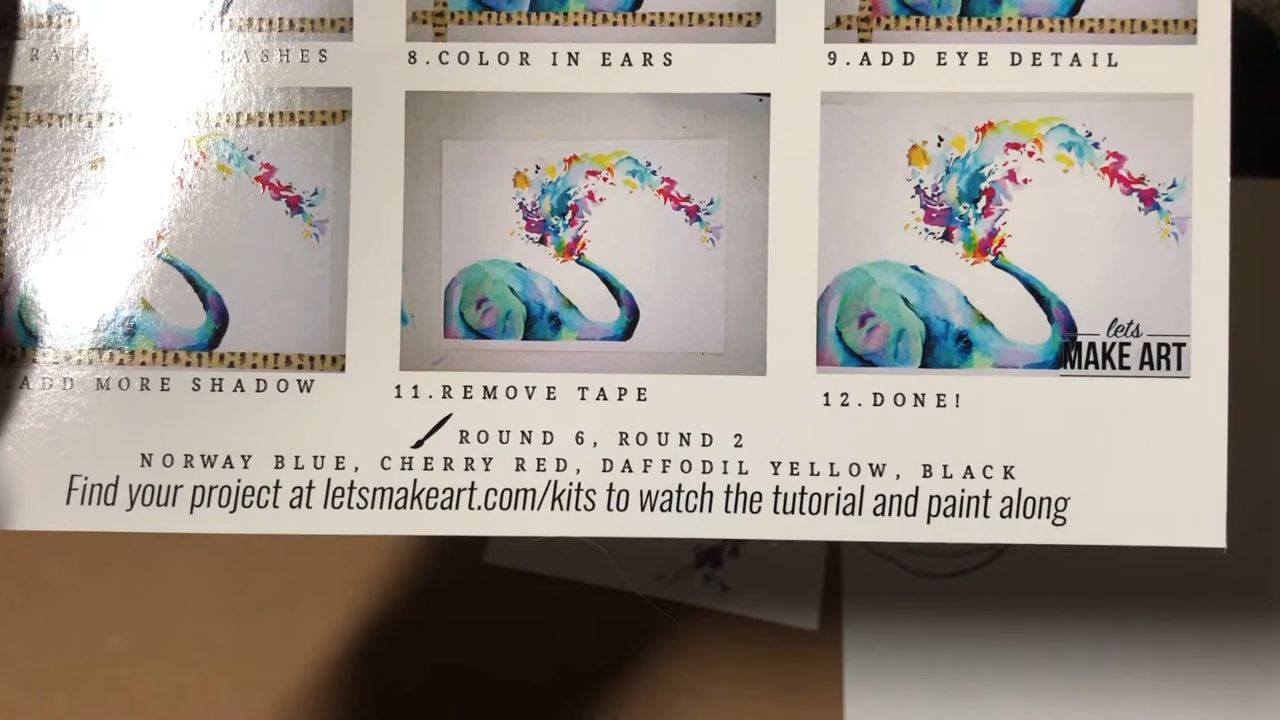 LASHES
8.COLOR IN EARS
9.ADD EYE DETAIL
ADD MORE SHADOW
11.REMOVE TAPE
lets
MAKE ART
12.DONE!
ROUND 6, ROUND 2
NORWAY BLUE, CHERRY RED, DAFFODIL YELLOW, BLACK
Find your project at letsmakeart.com/kits to watch the tutorial and paint along